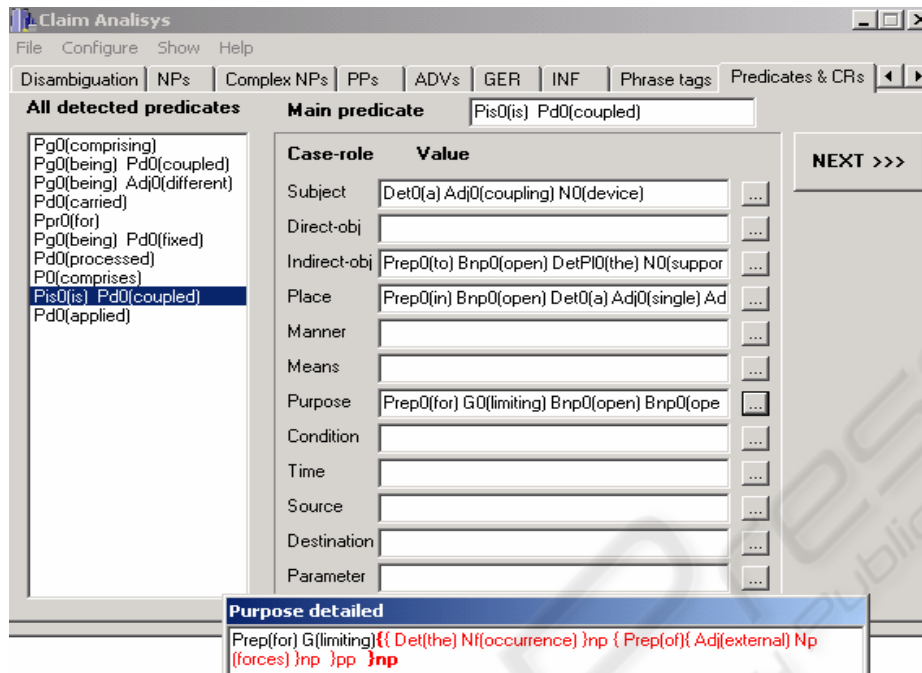 Claim Analisys
File Configure Show Help
Disambiguation NPs Complex NPs PPs ADVs GER INF Phrase tags Predicates & CRs
All detected predicates
Main predicate Pis0(is) Pd0(coupled)
Pg0(comprising)
Pg0(being) Pd0(coupled)
Pg0(being) Adj0(different)
Pd0(carried)
Ppr0(for)
Pg0(being) Pd0(fixed)
Pd0(processed)
P0(comprises)
Pis0(is) Pd0(coupled)
Pd0(applied)
Case-role Value
Subject Det0(a) Adj0(coupling) N0(device) ...
Direct-obj ...
Indirect-obj Prep0(to) Bnp0(open) DetPl0(the) N0(suppor ...
Place Prep0(in) Bnp0(open) Det0(a) Adj0(single) Ad ...
Manner ...
Means ...
Purpose Prep0(for) G0(limiting) Bnp0(open) Bnp0(ope ...
Condition ...
Time ...
Source ...
Destination ...
Parameter ...
NEXT >>>
Purpose detailed
Prep(for) G(limiting){{ Det(the) Nf(occurrence) }np { Prep(of){ Adj(external) Np
(forces) }np }pp }np